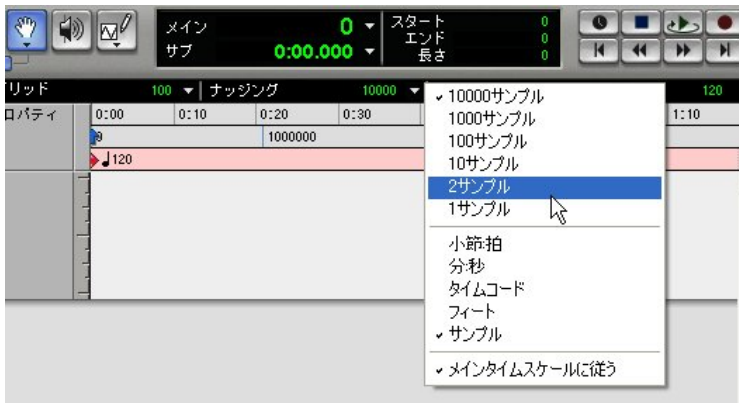 メイン 0
サブ 0:00.000
スタート 0
エンド 0
長さ 0
リッド 100 ナッジング 10000 120
ロパティ 0:00 0:10 0:20 0:30 1:10
0 1000000
120
10000サンプル
1000サンプル
100サンプル
10サンプル
2サンプル
1サンプル
小節:拍
分:秒
タイムコード
フィート
サンプル
メインタイムスケールに従う